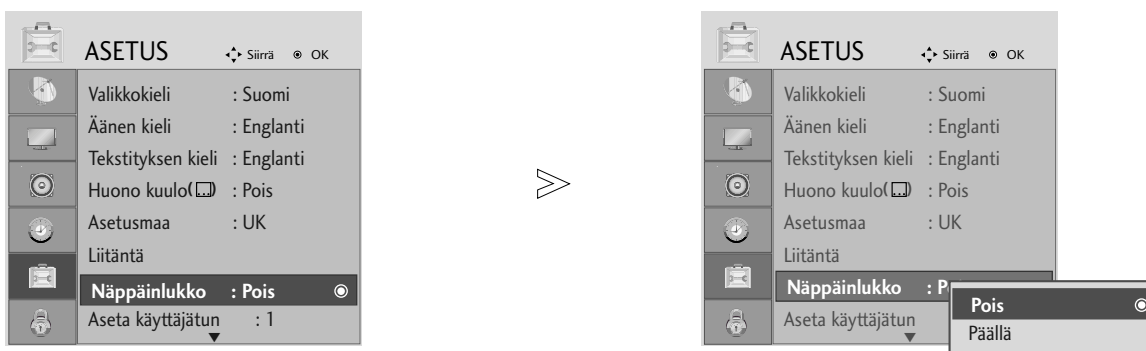 ASETUS Siirrä OK
Valikkokieli : Suomi
Äänen kieli : Englanti
Tekstityksen kieli : Englanti
Huono kuulo( ) : Pois
Asetusmaa : UK
Liitäntä
Näppäinlukko : Pois
Aseta käyttäjätun : 1
ASETUS Siirrä OK
Valikkokieli : Suomi
Äänen kieli : Englanti
Tekstityksen kieli : Englanti
Huono kuulo( ) : Pois
Asetusmaa : UK
Liitäntä
Näppäinlukko : P
Aseta käyttäjätun
Pois
Päällä